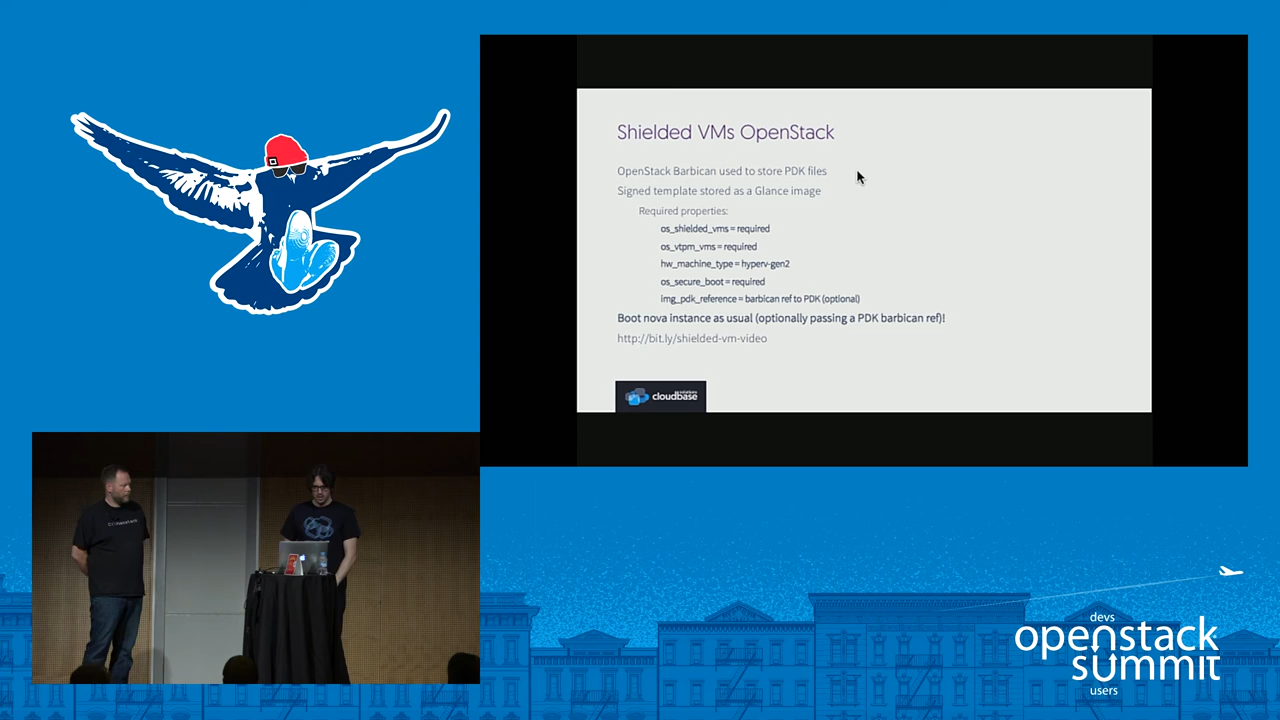 Shielded VMs OpenStack
OpenStack Barbican used to store PDK files
Signed template stored as a Glance image
Required properties:
os_shielded_vms = required
os_vtpm_vms = required
hw_machine_type = hyperv-gen2
os_secure_boot = required
img_pdk_reference = barbican ref to PDK (optional)
Boot nova instance as usual (optionally passing a PDK barbican ref)!
http://bit.ly/shielded-vm-video
cloudbase
solutions
devs
openstack
summit
users